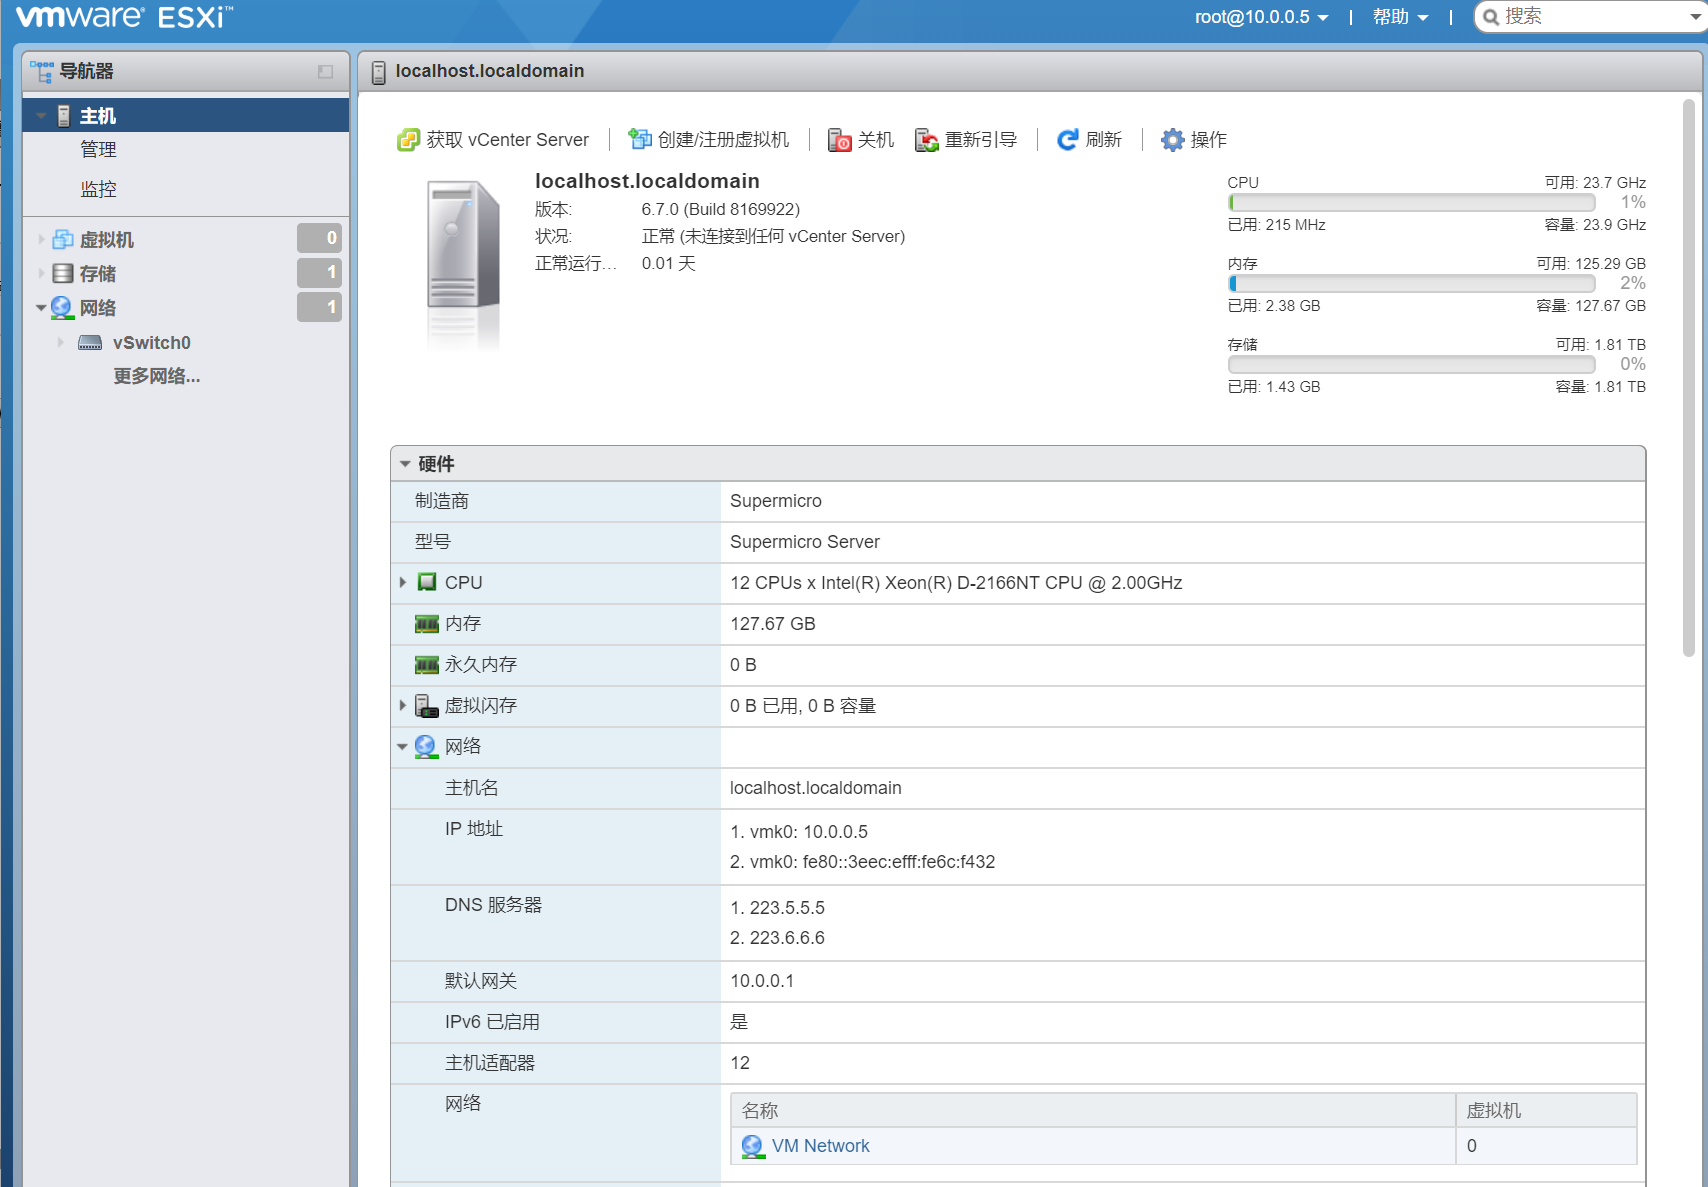 vmware® ESXi™
root@10.0.0.5 | 帮助 | 搜索
导航器
主机
管理
监控
虚拟机 0
存储 1
网络 1
vSwitch0
更多网络...
localhost.localdomain
获取 vCenter Server | 创建/注册虚拟机 | 关机 重新引导 | 刷新 | 操作
localhost.localdomain
版本: 6.7.0 (Build 8169922)
状况: 正常 (未连接到任何 vCenter Server)
正常运行... 0.01 天
CPU 可用: 23.7 GHz
1%
已用: 215 MHz 容量: 23.9 GHz
内存 可用: 125.29 GB
2%
已用: 2.38 GB 容量: 127.67 GB
存储 可用: 1.81 TB
0%
已用: 1.43 GB 容量: 1.81 TB
硬件
制造商 Supermicro
型号 Supermicro Server
CPU 12 CPUs x Intel(R) Xeon(R) D-2166NT CPU @ 2.00GHz
内存 127.67 GB
永久内存 0 B
虚拟闪存 0 B 已用, 0 B 容量
网络
主机名 localhost.localdomain
IP 地址 1. vmk0: 10.0.0.5
2. vmk0: fe80::3eec:efff:fe6c:f432
DNS 服务器 1. 223.5.5.5
2. 223.6.6.6
默认网关 10.0.0.1
IPv6 已启用 是
主机适配器 12
网络 名称 虚拟机
VM Network 0